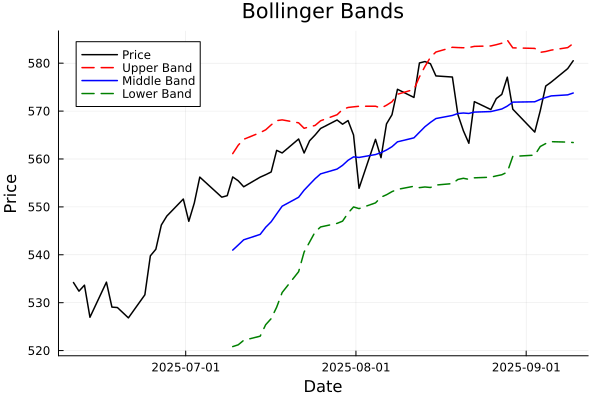 Bollinger Bands
Price
Upper Band
Middle Band
Lower Band
Price
580
570
560
550
540
530
520
2025-07-01
2025-08-01
2025-09-01
Date